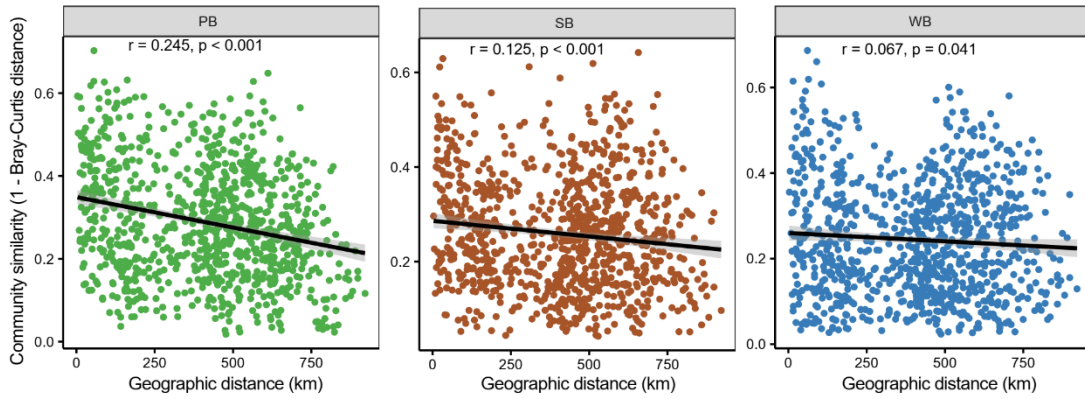 PB
r = 0.245, p < 0.001
Community similarity (1 - Bray-Curtis distance)
0.6
0.4
0.2
0.0
0
250
500
750
Geographic distance (km)
SB
r = 0.125, p < 0.001
0.6
0.4
0.2
0
250
500
750
Geographic distance (km)
WB
r = 0.067, p = 0.041
0.6
0.4
0.2
0.0
0
250
500
750
Geographic distance (km)